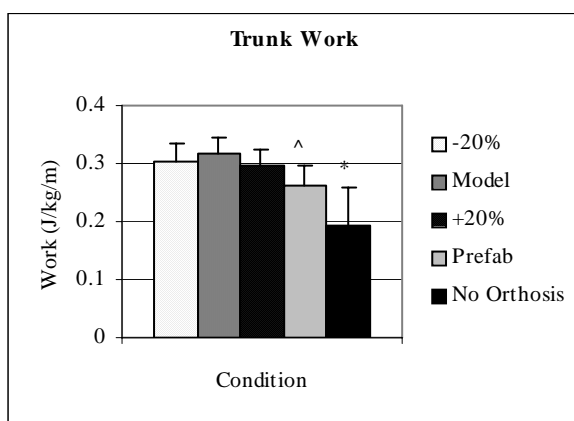 Trunk Work
0.4
0.3
0.2
0.1
0
Work (J/kg/m)
^
*
Condition
-20%
Model
+20%
Prefab
No Orthosis